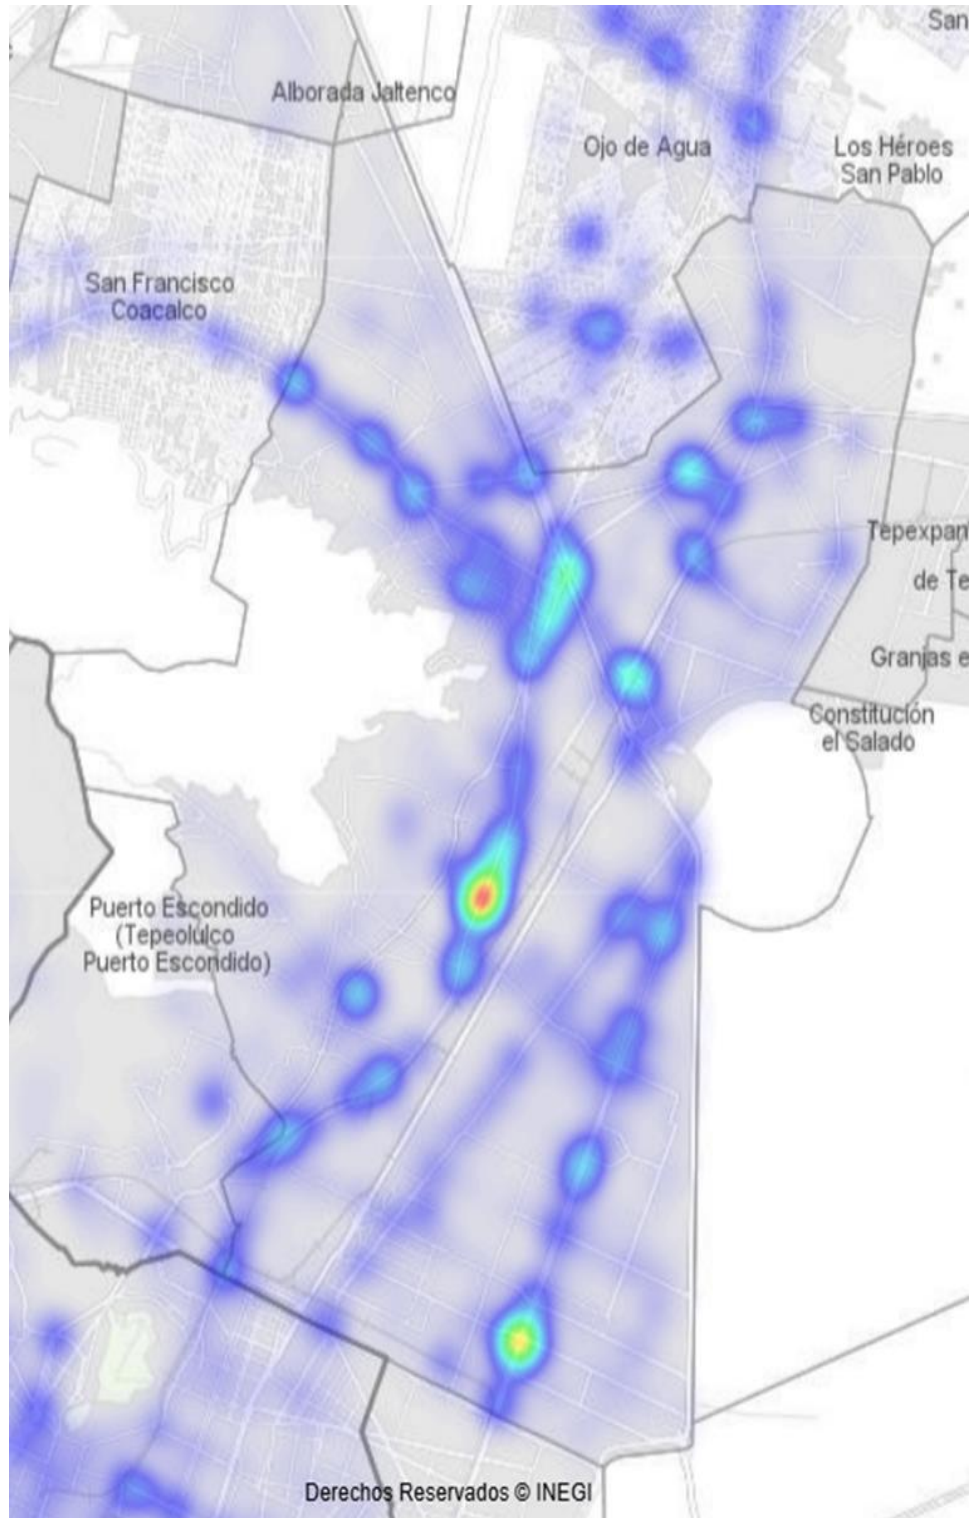 San
Alborada Jaltenco
Ojo de Agua
Los Héroes
San Pablo
San Francisco
Coacalco
Tepexpan
de Te
Granjas e
Constitución
el Salado
Puerto Escondido
(Tepeolulco
Puerto Escondido)
Derechos Reservados © INEGI